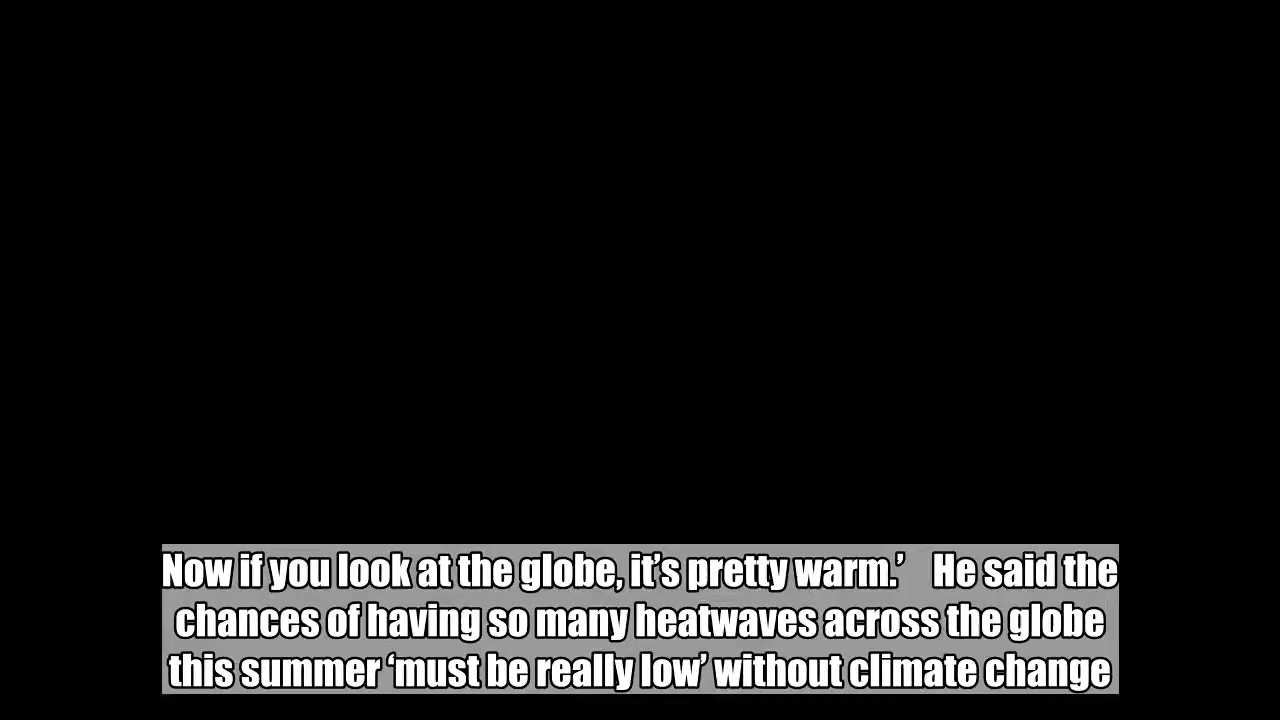 Now if you look at the globe, it’s pretty warm.’    He said the
chances of having so many heatwaves across the globe
this summer ‘must be really low’ without climate change